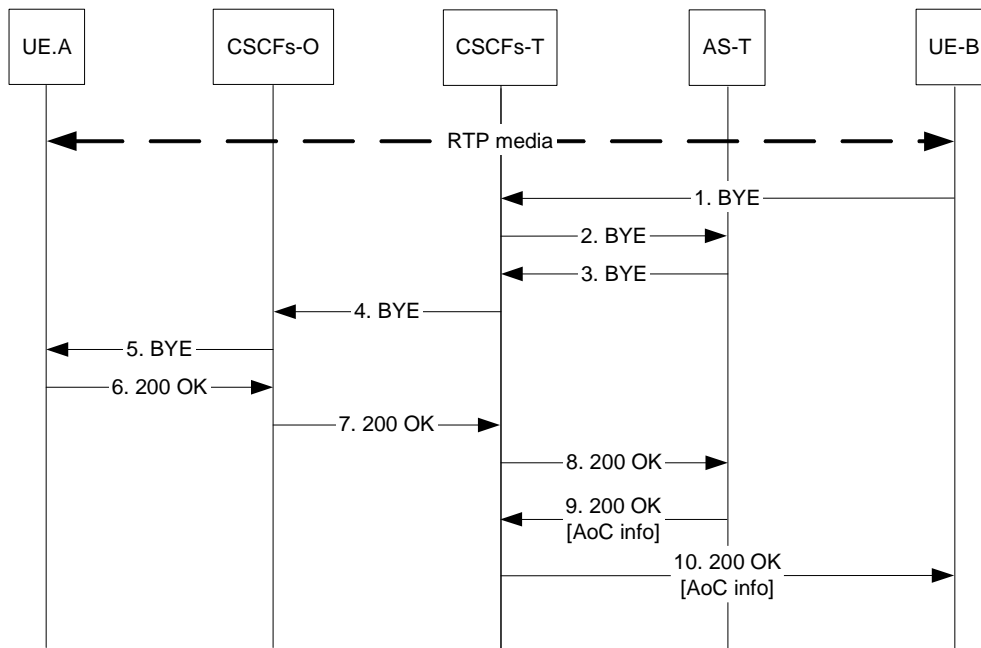 UE.A
CSCFs-O
CSCFs-T
AS-T
UE-B
RTP media
1. BYE
2. BYE
3. BYE
4. BYE
5. BYE
6. 200 OK
7. 200 OK
8. 200 OK
9. 200 OK
[AoC info]
10. 200 OK
[AoC info]